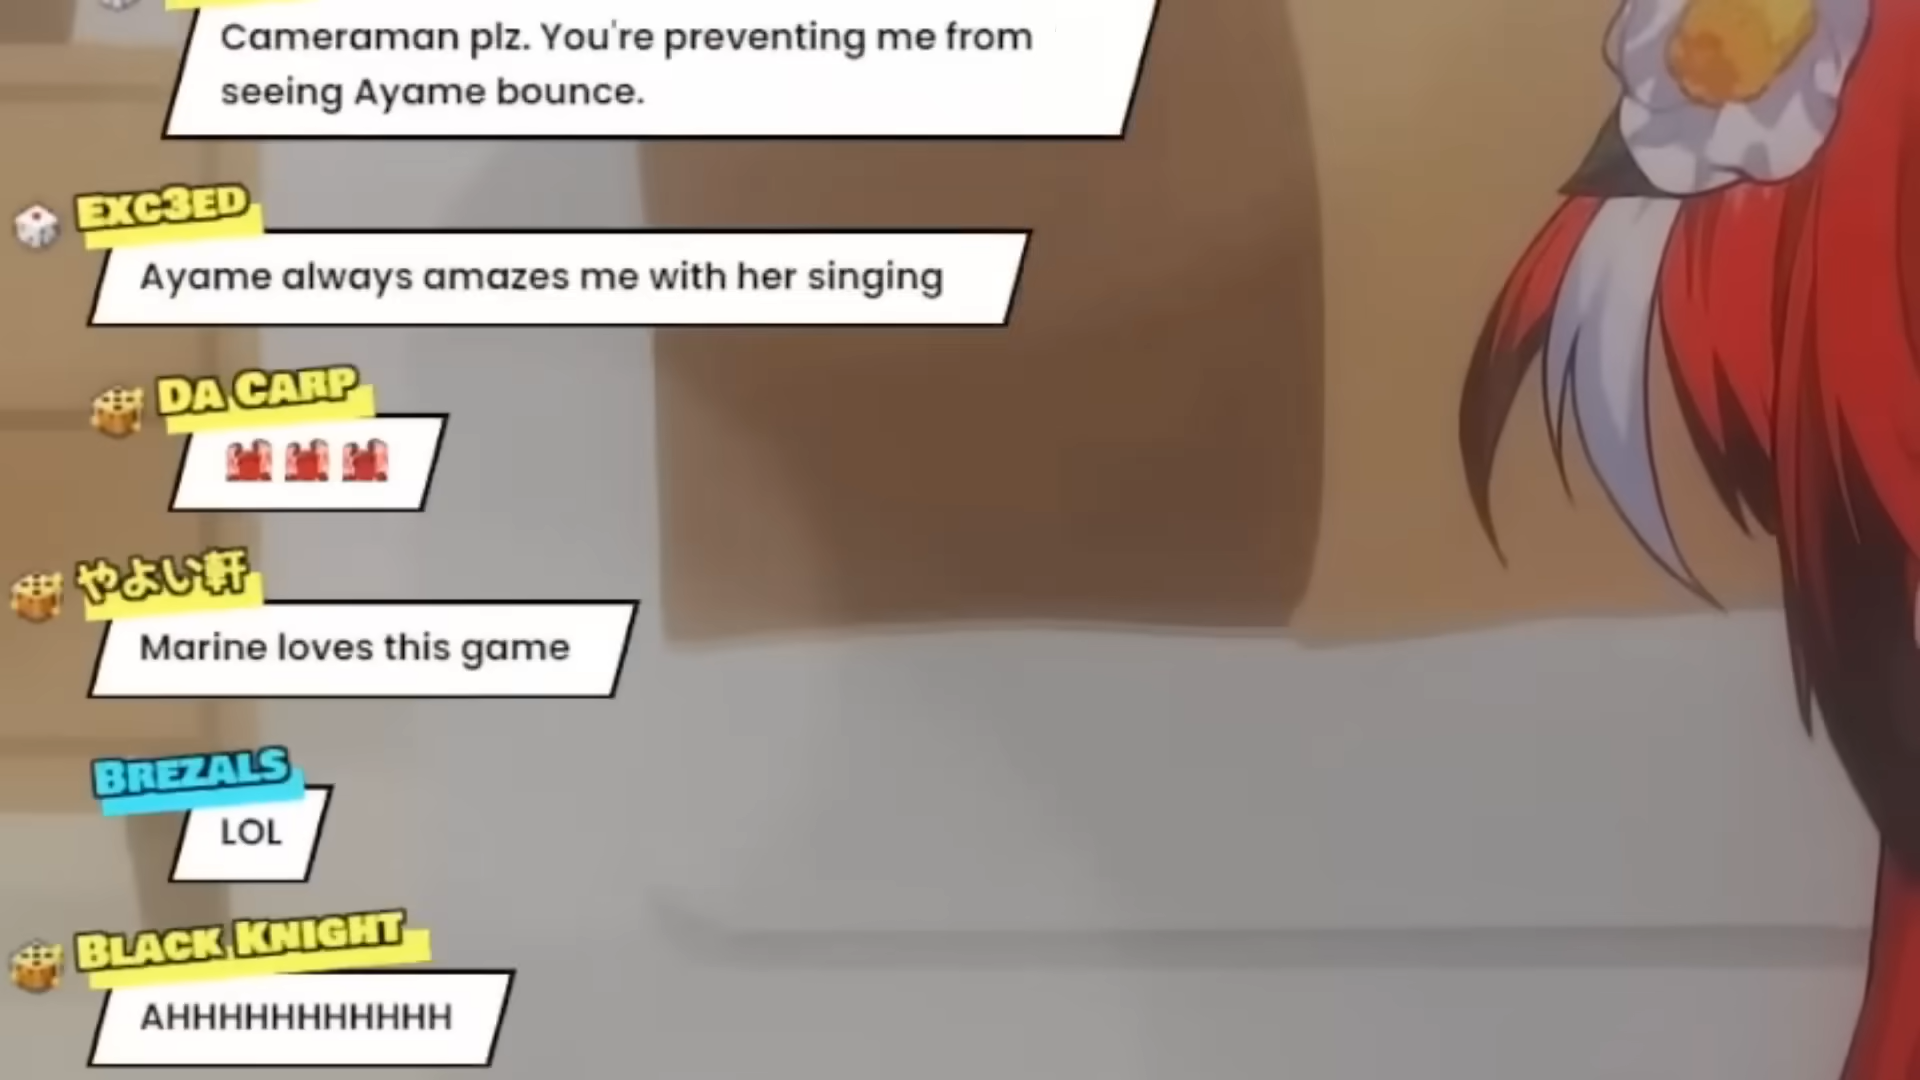 Cameraman plz. You're preventing me from
seeing Ayame bounce.
EXC3ED
Ayame always amazes me with her singing
DA CARP
やよい軒
Marine loves this game
BREZALS
LOL
BLACK KNIGHT
AHHHHHHHHHHHH